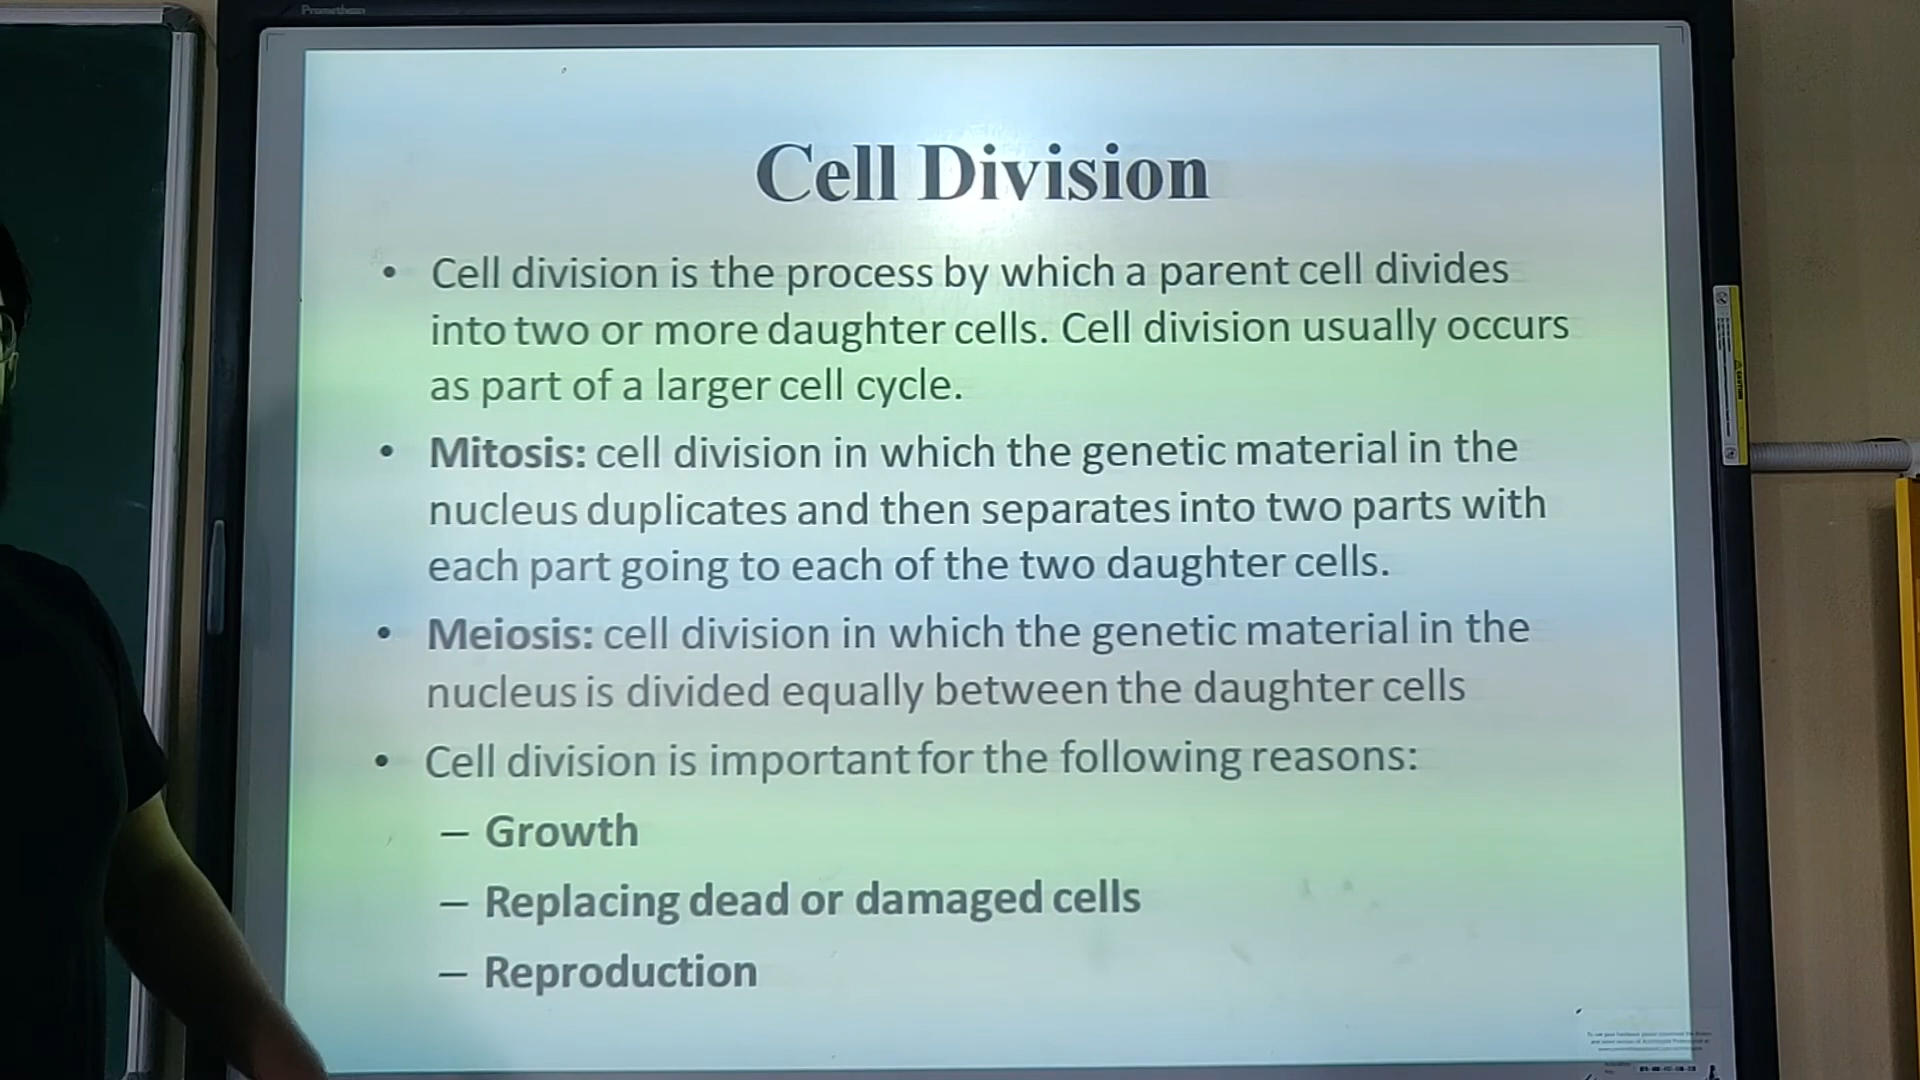 Promethean
Cell Division
• Cell division is the process by which a parent cell divides
into two or more daughter cells. Cell division usually occurs
as part of a larger cell cycle.
• Mitosis: cell division in which the genetic material in the
nucleus duplicates and then separates into two parts with
each part going to each of the two daughter cells.
• Meiosis: cell division in which the genetic material in the
nucleus is divided equally between the daughter cells
• Cell division is important for the following reasons:
– Growth
– Replacing dead or damaged cells
– Reproduction